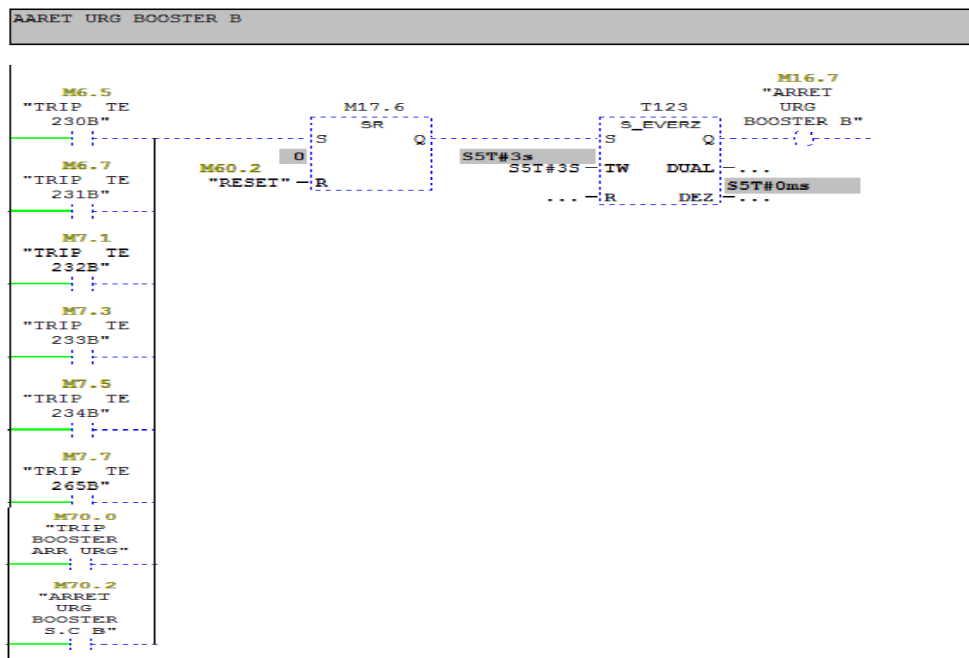 AARET URG BOOSTER B
M6.5
"TRIP TE
230B"
M6.7
"TRIP TE
231B"
M7.1
"TRIP TE
232B"
M7.3
"TRIP TE
233B"
M7.5
"TRIP TE
234B"
M7.7
"TRIP TE
265B"
M70.0
"TRIP
BOOSTER
ARR URG"
M70.2
"ARRET
URG
BOOSTER
S.C B"
M17.6
SR
S Q
0
M60.2
"RESET" R
T123
S_EVERZ
S Q
S5T#3s
S5T#3S TW DUAL ...
S5T#0ms
... R DEZ ...
M16.7
"ARRET
URG
BOOSTER B"